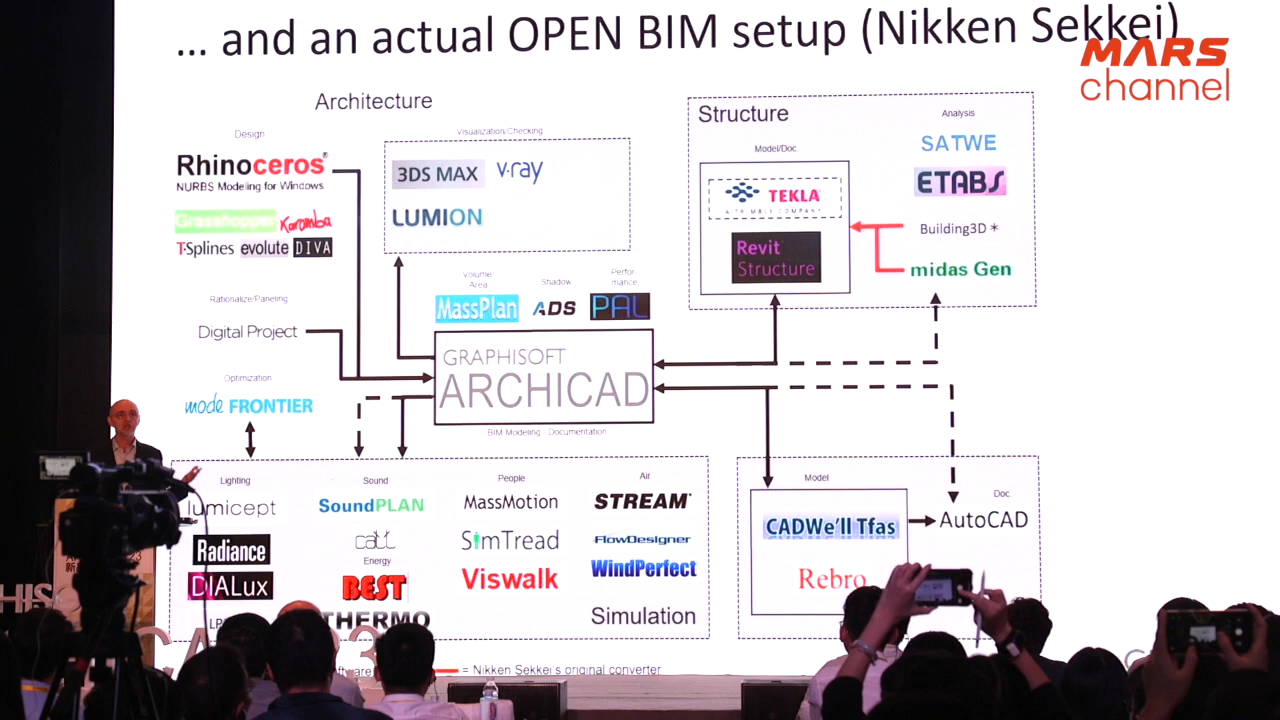 ... and an actual OPEN BIM setup (Nikken Sekkei)
MARS
channel
Architecture
Design
Rhinoceros®
NURBS Modeling for Windows
Grasshopper Karamba
T-Splines evolute DIVA
Rationalize/Paneling
Digital Project
Optimization
mode FRONTIER
Visualization/Checking
3DS MAX v·ray
LUMION
Volume
Area
MassPlan
Shadow
ADS
Perfor
mance
PAL
GRAPHISOFT
ARCHICAD
BIM Modeling
Documentation
Structure
Model/Doc.
TEKLA
A TRIMBLE COMPANY
Revit
Structure
Analysis
SATWE
ETABS
Building3D *
midas Gen
Lighting
lumicept
Radiance
DIALux
Sound
SoundPLAN
catt
Energy
BEST
THERMO
People
MassMotion
SimTread
Viswalk
Air
STREAM
FlowDesigner
WindPerfect
Simulation
Model
CADWe'll Tfas
Rebro
Doc.
AutoCAD
= Nikken Sekkei's original converter